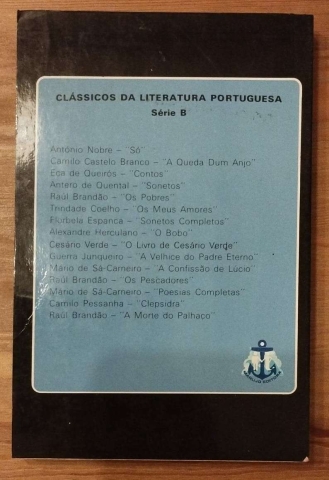 CLÁSSICOS DA LITERATURA PORTUGUESA
Série B
António Nobre – "Só"
Camilo Castelo Branco – "A Queda Dum Anjo"
Eça de Queirós – "Contos"
Antero de Quental – "Sonetos"
Raúl Brandão – "Os Pobres"
Trindade Coelho – "Os Meus Amores"
Florbela Espanca – "Sonetos Completos"
Alexandre Herculano – "O Bobo"
Cesário Verde – "O Livro de Cesário Verde"
Guerra Junqueiro – "A Velhice do Padre Eterno"
Mário de Sá-Carneiro – "A Confissão de Lúcio"
Raúl Brandão – "Os Pescadores"
Mário de Sá-Carneiro – "Poesias Completas"
Camilo Pessanha – "Clepsidra"
Raúl Brandão – "A Morte do Palhaço"